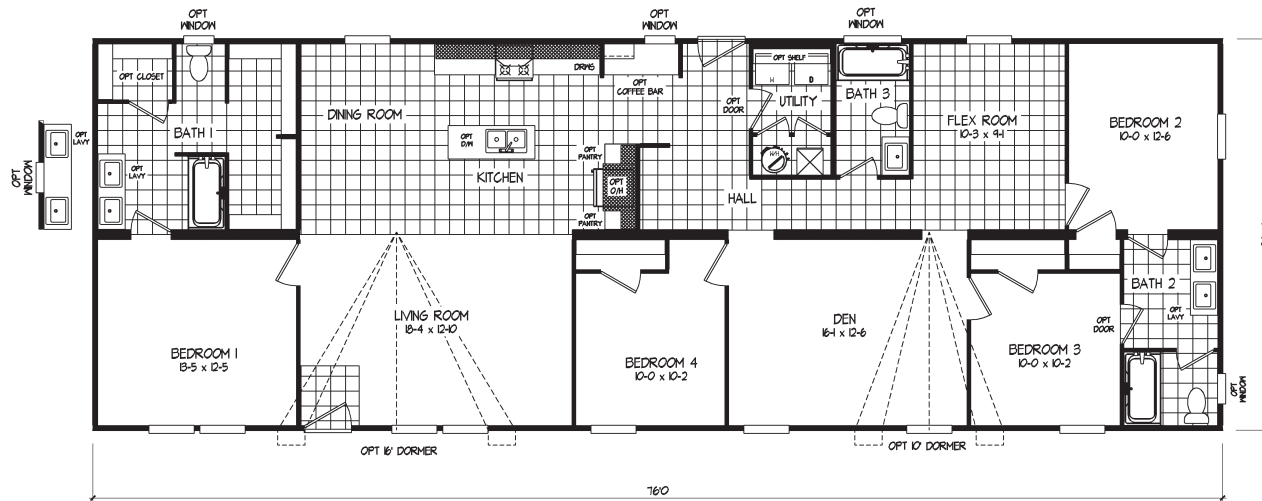 OPT
WINDOW
OPT
WINDOW
OPT
WINDOW
OPT CLOSET
DRWS
OPT
COFFEE BAR
OPT SHELF
W
D
OPT
DOOR
UTILITY
BATH 3
FLEX ROOM
10-3 x 9-1
BEDROOM 2
10-0 x 12-6
DINING ROOM
BATH 1
OPT
LAVY
OPT
WINDOW
OPT
LAVY
OPT
D/W
KITCHEN
OPT
PANTRY
OPT
O/H
OPT
PANTRY
W/H
HALL
BATH 2
OPT
LAVY
OPT
DOOR
LIVING ROOM
18-4 x 12-10
DEN
16-1 x 12-6
BEDROOM 1
13-5 x 12-5
BEDROOM 4
10-0 x 10-2
BEDROOM 3
10-0 x 10-2
OPT
WINDOW
OPT 16' DORMER
OPT 10' DORMER
76'0